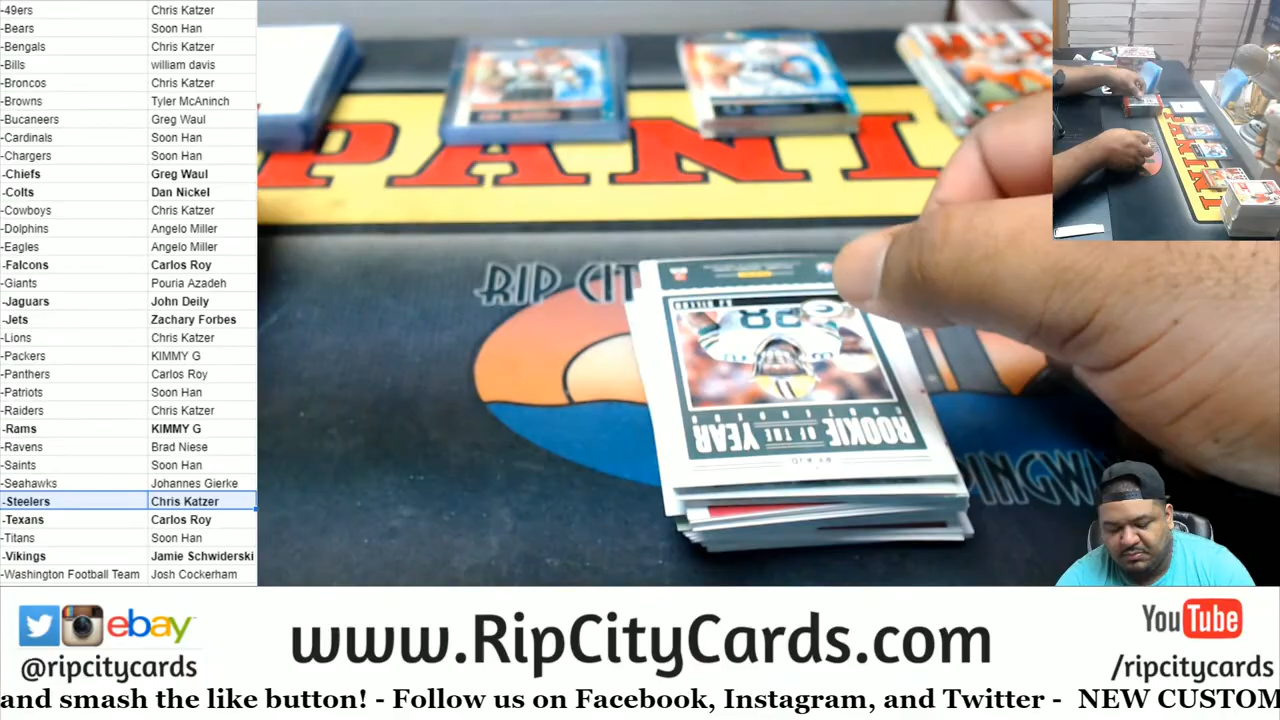 -49ers Chris Katzer
-Bears Soon Han
-Bengals Chris Katzer
-Bills william davis
-Broncos Chris Katzer
-Browns Tyler McAninch
-Bucaneers Greg Waul
-Cardinals Soon Han
-Chargers Soon Han
-Chiefs Greg Waul
-Colts Dan Nickel
-Cowboys Chris Katzer
-Dolphins Angelo Miller
-Eagles Angelo Miller
-Falcons Carlos Roy
-Giants Pouria Azadeh
-Jaguars John Deily
-Jets Zachary Forbes
-Lions Chris Katzer
-Packers KIMMY G
-Panthers Carlos Roy
-Patriots Soon Han
-Raiders Chris Katzer
-Rams KIMMY G
-Ravens Brad Niese
-Saints Soon Han
-Seahawks Johannes Gierke
-Steelers Chris Katzer
-Texans Carlos Roy
-Titans Soon Han
-Vikings Jamie Schwiderski
-Washington Football Team Josh Cockerham
PANINI
RIP CIT
AJ DILLON
ROOKIE OF THE YEAR
CONTENDERS
PINGWA
ebay
@ripcitycards
www.RipCityCards.com
YouTube
/ripcitycards
and smash the like button! - Follow us on Facebook, Instagram, and Twitter - NEW CUSTOM